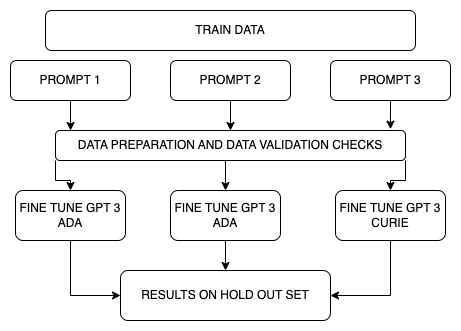 TRAIN DATA
PROMPT 1
PROMPT 2
PROMPT 3
DATA PREPARATION AND DATA VALIDATION CHECKS
FINE TUNE GPT 3
ADA
FINE TUNE GPT 3
ADA
FINE TUNE GPT 3
CURIE
RESULTS ON HOLD OUT SET